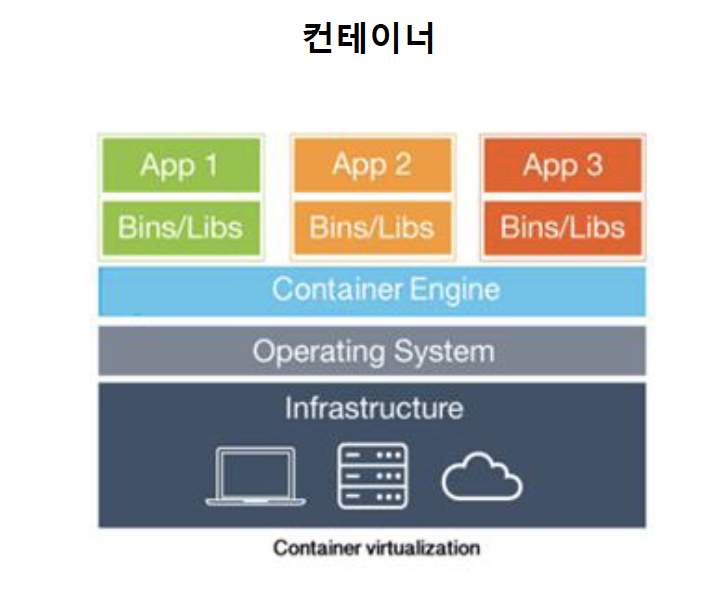 컨테이너
App 1
App 2
App 3
Bins/Libs
Bins/Libs
Bins/Libs
Container Engine
Operating System
Infrastructure
Container virtualization